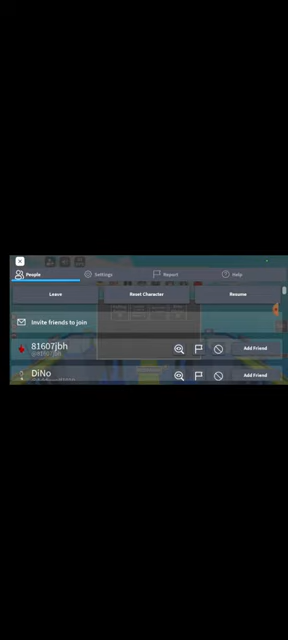 People
Settings
Report
Help
Leave
Reset Character
Resume
Invite friends to join
81607jbh
Add Friend
DiNo
Add Friend